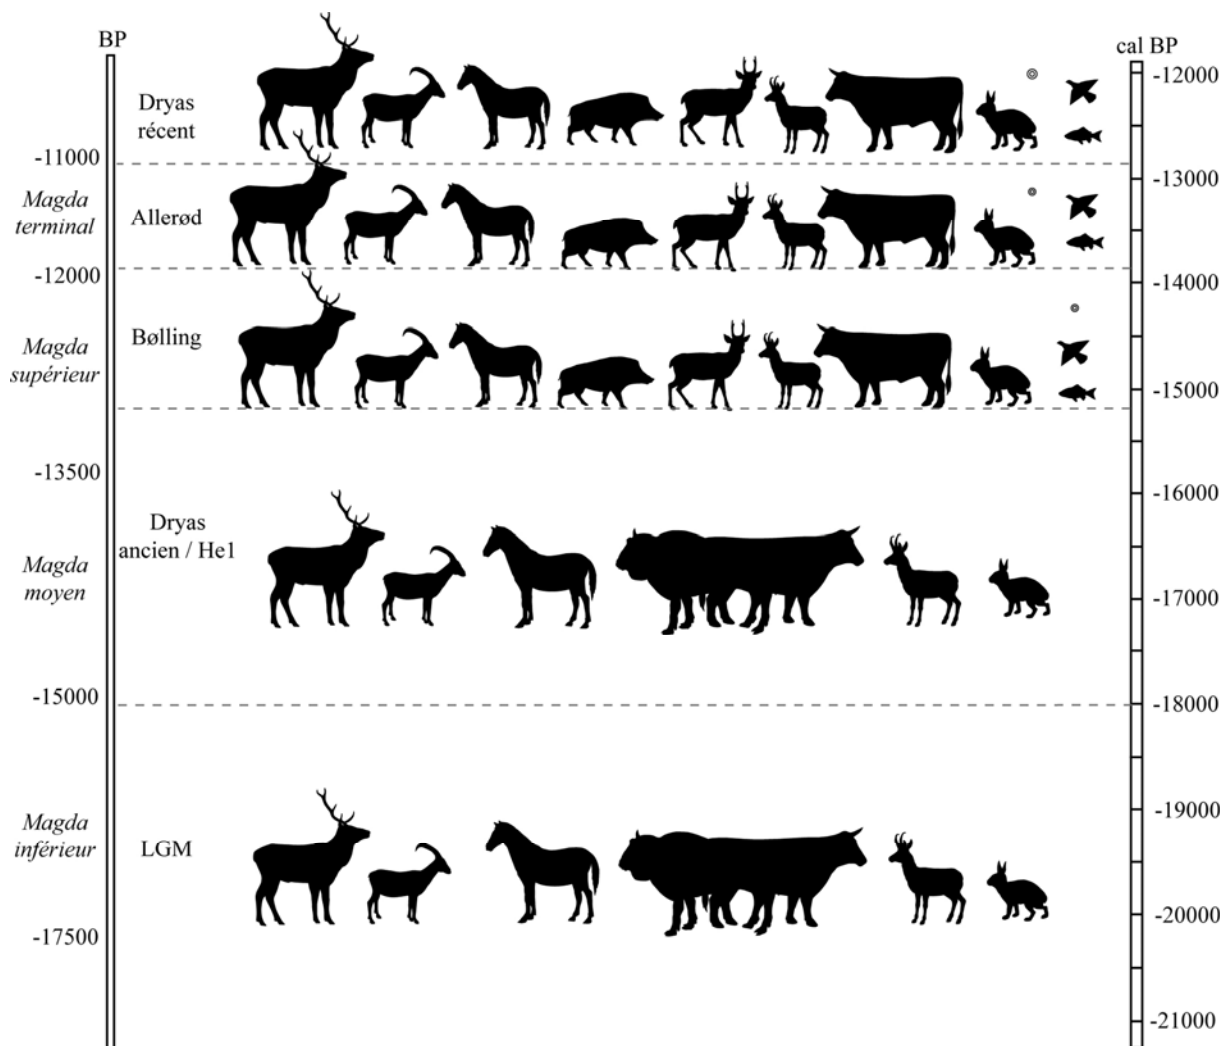 BP
cal BP
-12000
Dryas
récent
-11000
-13000
Magda
terminal
Allerød
-12000
-14000
Bølling
Magda
supérieur
-15000
-13500
-16000
Dryas
ancien / He1
Magda
moyen
-17000
-15000
-18000
-19000
Magda
inférieur
LGM
-20000
-17500
-21000